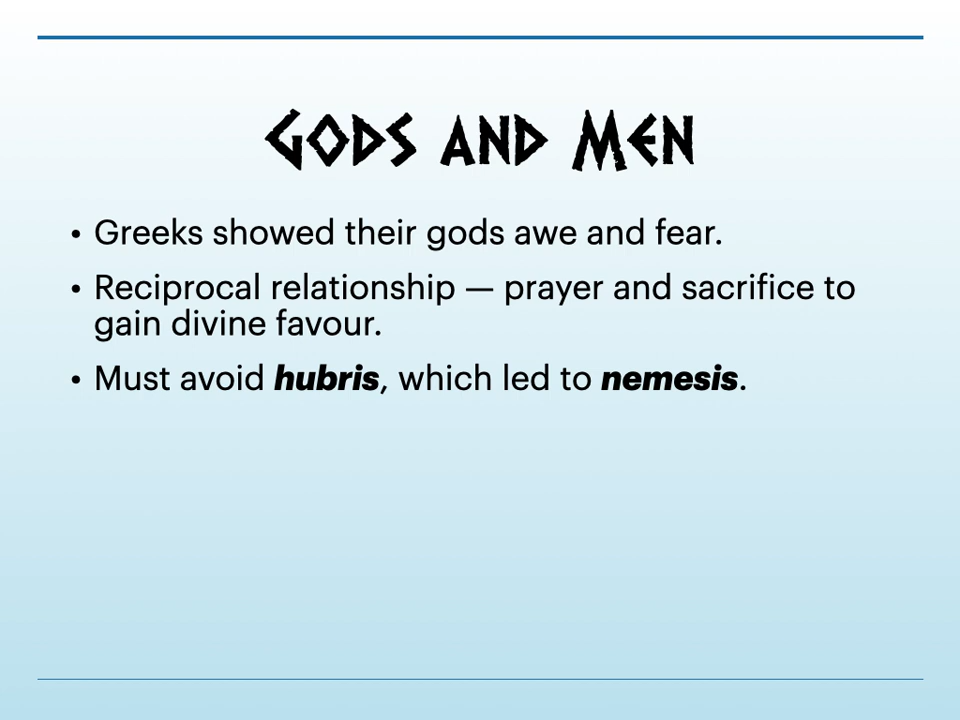 Gods and Men
• Greeks showed their gods awe and fear.
• Reciprocal relationship — prayer and sacrifice to
gain divine favour.
• Must avoid hubris, which led to nemesis.